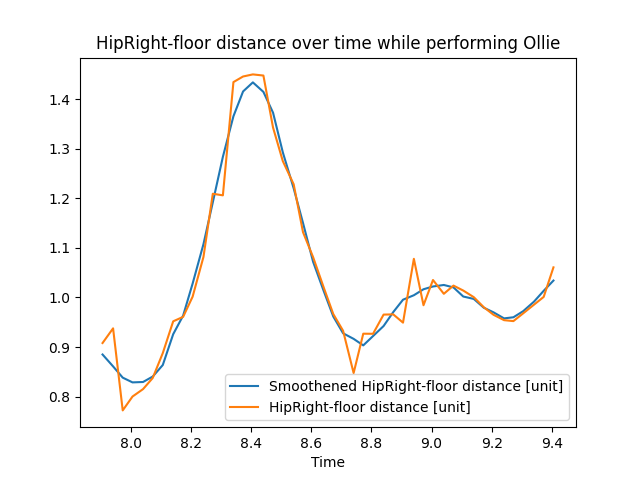 HipRight-floor distance over time while performing Ollie
1.4
1.3
1.2
1.1
1.0
0.9
0.8
Smoothened HipRight-floor distance [unit]
HipRight-floor distance [unit]
8.0 8.2 8.4 8.6 8.8 9.0 9.2 9.4
Time